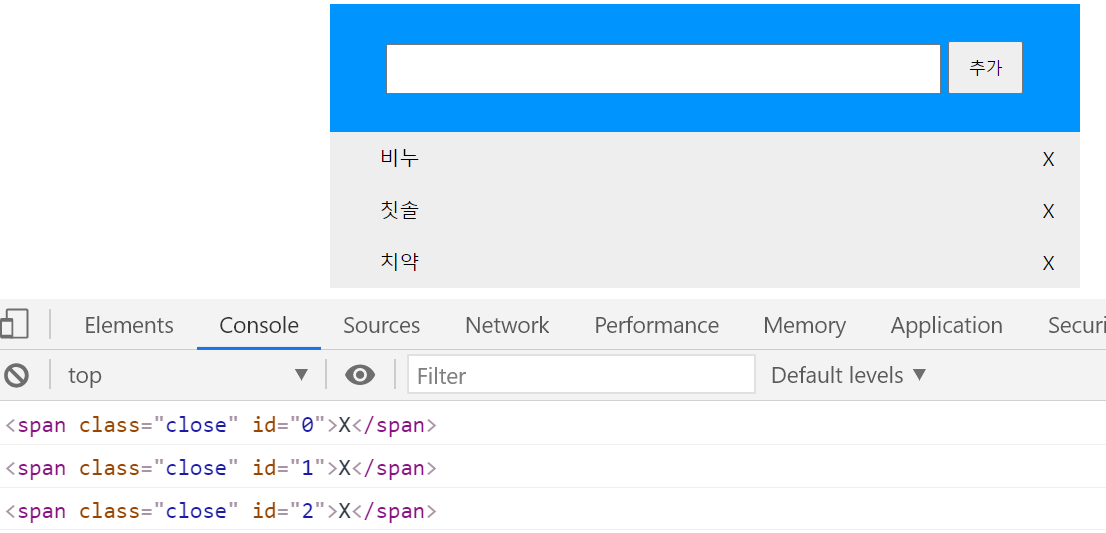 추가
비누 X
칫솔 X
치약 X
Elements Console Sources Network Performance Memory Application Securi
top ▼ Filter Default levels ▼
<span class="close" id="0">X</span>
<span class="close" id="1">X</span>
<span class="close" id="2">X</span>